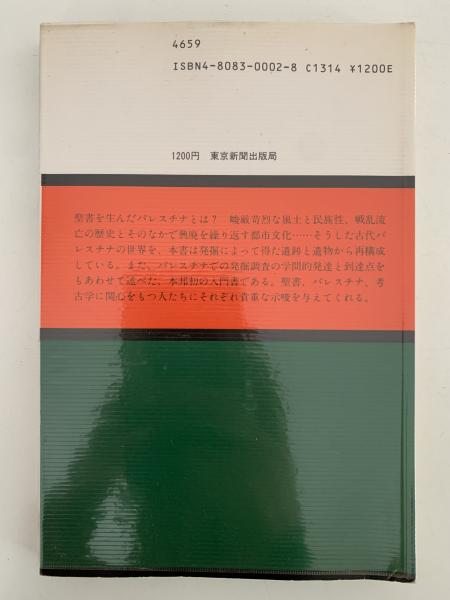 4659
ISBN4-8083-0002-8 C1314 ¥1200E
1200円 東京新聞出版局
聖書を生んだパレスチナとは? 峻厳苛烈な風土と民族性、戦乱流
亡の歴史とそのなかで興廃を繰り返す都市文化……そうした古代パ
レスチナの世界を、本書は発掘によって得た遺跡と遺物から再構成
している。また、パレスチナでの発掘調査の学問的発達と到達点を
もあわせて述べた、本邦初の入門書である。聖書、パレスチナ、考
古学に関心をもつ人たちにそれぞれ貴重な示唆を与えてくれる。